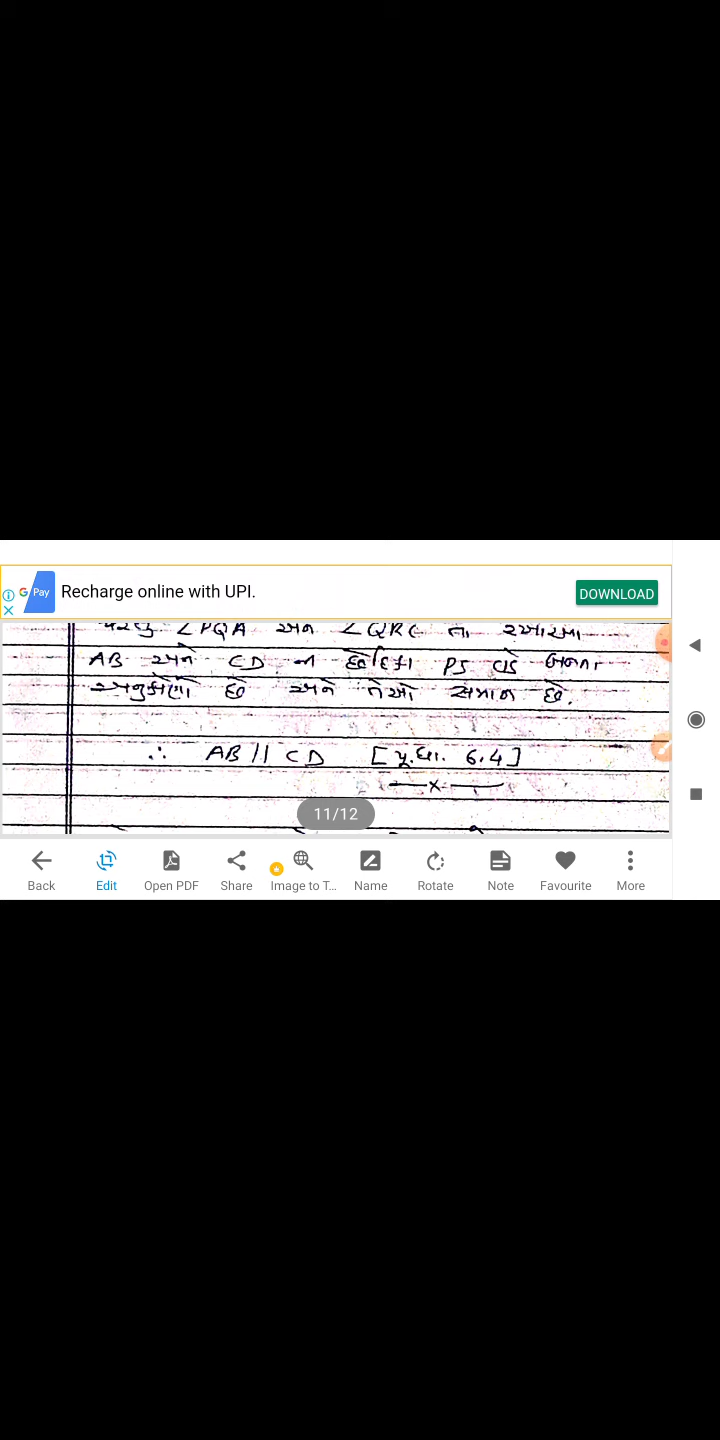 Recharge online with UPI.
G Pay
DOWNLOAD
પરંતુ ∠PQA અને ∠QRC ના
AB અને CD ની છેદિકા PS વડે બનતા
અનુકોણો છે અને તેઓ સમાન છે.
∴ AB || CD [પૂ.ધા. 6.4]
11/12
Back
Edit
Open PDF
Share
Image to T...
Name
Rotate
Note
Favourite
More